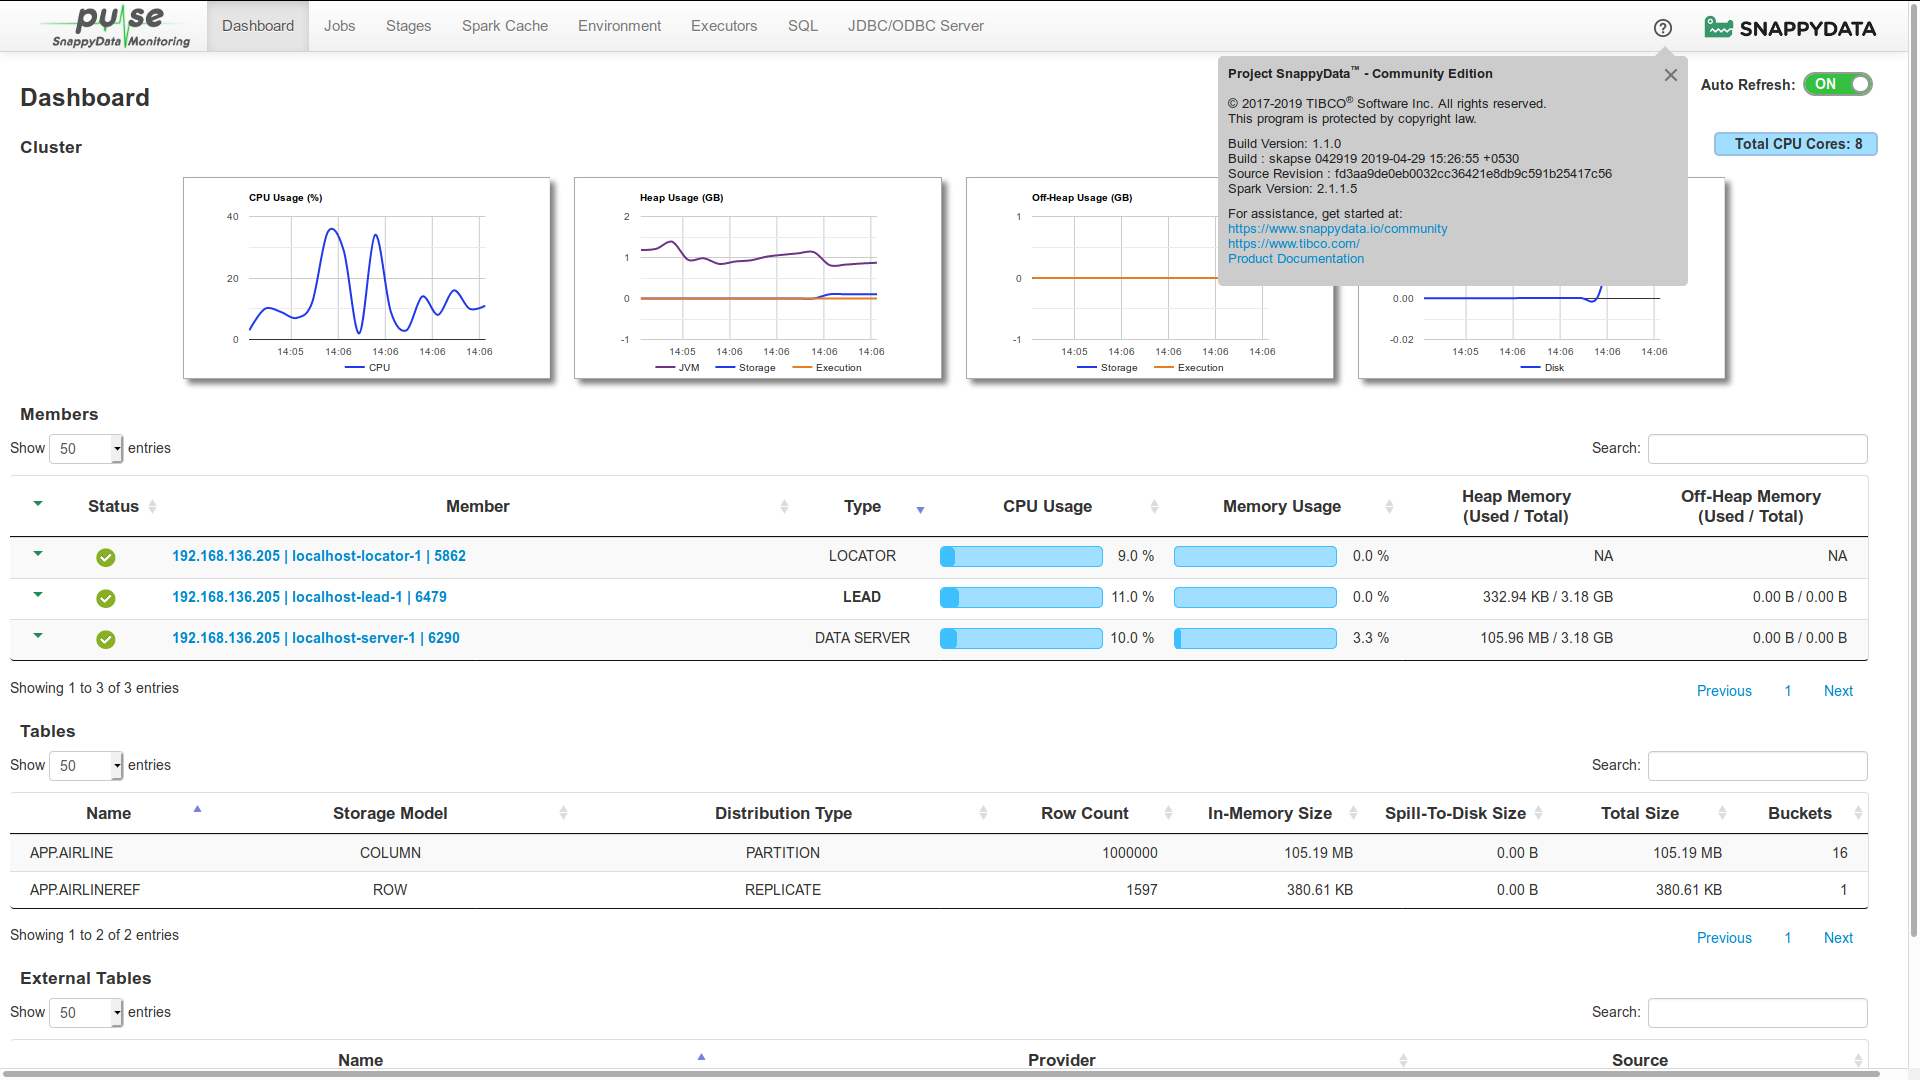 pulse
SnappyData Monitoring
Dashboard Jobs Stages Spark Cache Environment Executors SQL JDBC/ODBC Server
SNAPPYDATA
Project SnappyData™ - Community Edition
© 2017-2019 TIBCO® Software Inc. All rights reserved.
This program is protected by copyright law.
Build Version: 1.1.0
Build : skapse 042919 2019-04-29 15:26:55 +0530
Source Revision : fd3aa9de0eb0032cc36421e8db9c591b25417c56
Spark Version: 2.1.1.5
For assistance, get started at:
https://www.snappydata.io/community
https://www.tibco.com/
Product Documentation
Dashboard
Auto Refresh: ON
Cluster
Total CPU Cores: 8
CPU Usage (%)
40
20
0
14:05 14:06 14:06 14:06 14:06
CPU
Heap Usage (GB)
2
1
0
-1
14:05 14:06 14:06 14:06 14:06
JVM Storage Execution
Off-Heap Usage (GB)
1
0
-1
14:05 14:06 14:06 14:06 14:06
Storage Execution
0.00
-0.02
14:05 14:06 14:06 14:06 14:06
Disk
Members
Show 50 entries
Search:
Status Member Type CPU Usage Memory Usage Heap Memory (Used / Total) Off-Heap Memory (Used / Total)
192.168.136.205 | localhost-locator-1 | 5862 LOCATOR 9.0 % 0.0 % NA NA
192.168.136.205 | localhost-lead-1 | 6479 LEAD 11.0 % 0.0 % 332.94 KB / 3.18 GB 0.00 B / 0.00 B
192.168.136.205 | localhost-server-1 | 6290 DATA SERVER 10.0 % 3.3 % 105.96 MB / 3.18 GB 0.00 B / 0.00 B
Showing 1 to 3 of 3 entries
Previous 1 Next
Tables
Show 50 entries
Search:
Name Storage Model Distribution Type Row Count In-Memory Size Spill-To-Disk Size Total Size Buckets
APP.AIRLINE COLUMN PARTITION 1000000 105.19 MB 0.00 B 105.19 MB 16
APP.AIRLINEREF ROW REPLICATE 1597 380.61 KB 0.00 B 380.61 KB 1
Showing 1 to 2 of 2 entries
Previous 1 Next
External Tables
Show 50 entries
Search:
Name Provider Source